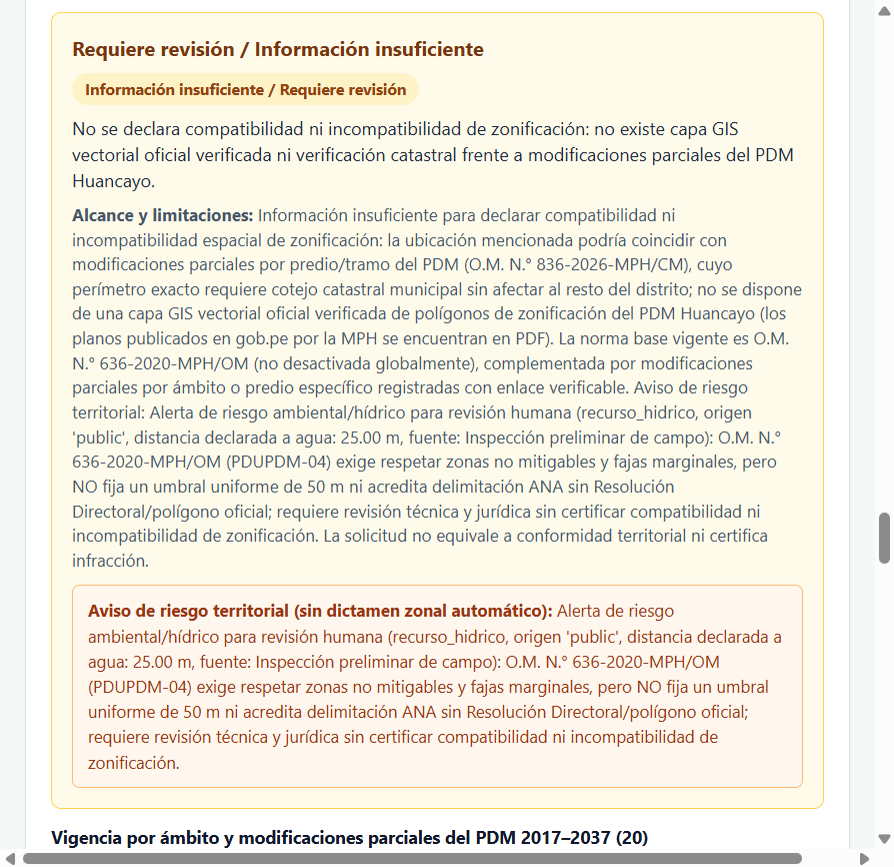 Requiere revisión / Información insuficiente
Información insuficiente / Requiere revisión
No se declara compatibilidad ni incompatibilidad de zonificación: no existe capa GIS
vectorial oficial verificada ni verificación catastral frente a modificaciones parciales del PDM
Huancayo.
Alcance y limitaciones: Información insuficiente para declarar compatibilidad ni
incompatibilidad espacial de zonificación: la ubicación mencionada podría coincidir con
modificaciones parciales por predio/tramo del PDM (O.M. N.° 836-2026-MPH/CM), cuyo
perímetro exacto requiere cotejo catastral municipal sin afectar al resto del distrito; no se dispone
de una capa GIS vectorial oficial verificada de polígonos de zonificación del PDM Huancayo (los
planos publicados en gob.pe por la MPH se encuentran en PDF). La norma base vigente es O.M.
N.° 636-2020-MPH/OM (no desactivada globalmente), complementada por modificaciones
parciales por ámbito o predio específico registradas con enlace verificable. Aviso de riesgo
territorial: Alerta de riesgo ambiental/hídrico para revisión humana (recurso_hidrico, origen
'public', distancia declarada a agua: 25.00 m, fuente: Inspección preliminar de campo): O.M. N.°
636-2020-MPH/OM (PDUPDM-04) exige respetar zonas no mitigables y fajas marginales, pero
NO fija un umbral uniforme de 50 m ni acredita delimitación ANA sin Resolución
Directoral/polígono oficial; requiere revisión técnica y jurídica sin certificar compatibilidad ni
incompatibilidad de zonificación. La solicitud no equivale a conformidad territorial ni certifica
infracción.
Aviso de riesgo territorial (sin dictamen zonal automático): Alerta de riesgo
ambiental/hídrico para revisión humana (recurso_hidrico, origen 'public', distancia declarada a
agua: 25.00 m, fuente: Inspección preliminar de campo): O.M. N.° 636-2020-MPH/OM
(PDUPDM-04) exige respetar zonas no mitigables y fajas marginales, pero NO fija un umbral
uniforme de 50 m ni acredita delimitación ANA sin Resolución Directoral/polígono oficial;
requiere revisión técnica y jurídica sin certificar compatibilidad ni incompatibilidad de
zonificación.
Vigencia por ámbito y modificaciones parciales del PDM 2017–2037 (20)